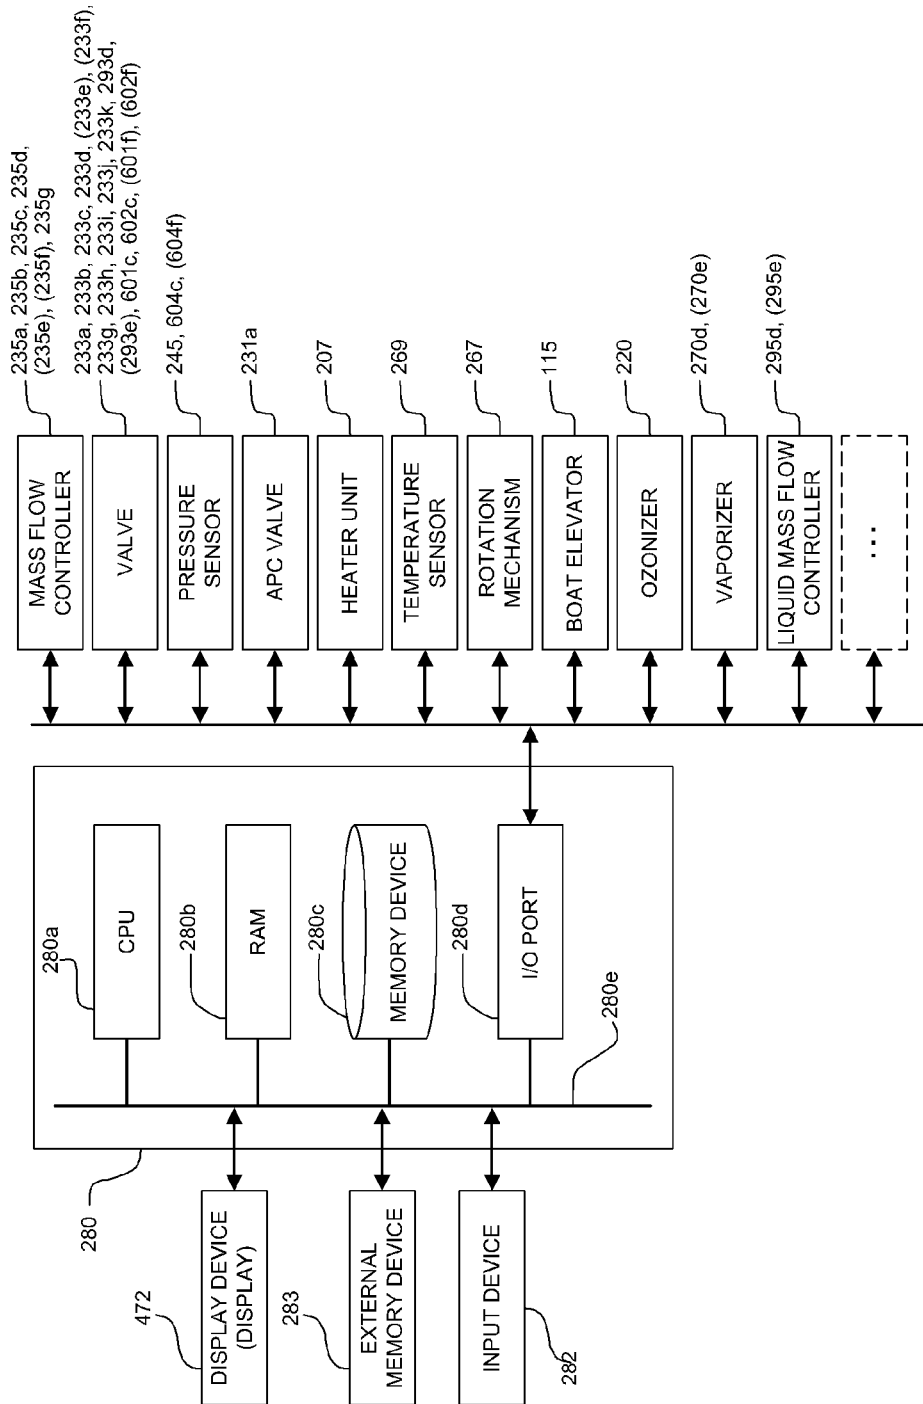 472
DISPLAY DEVICE
(DISPLAY)
283
EXTERNAL
MEMORY DEVICE
INPUT DEVICE
282
280
280a
CPU
280b
RAM
280c
MEMORY DEVICE
280d
I/O PORT
280e
MASS FLOW
CONTROLLER
235a, 235b, 235c, 235d,
(235e), (235f), 235g
VALVE
233a, 233b, 233c, 233d, (233e), (233f),
233g, 233h, 233i, 233j, 233k, 293d,
(293e), 601c, 602c, (601f), (602f)
PRESSURE
SENSOR
245, 604c, (604f)
APC VALVE
231a
HEATER UNIT
207
TEMPERATURE
SENSOR
269
ROTATION
MECHANISM
267
BOAT ELEVATOR
115
OZONIZER
220
VAPORIZER
270d, (270e)
LIQUID MASS FLOW
CONTROLLER
295d, (295e)
...